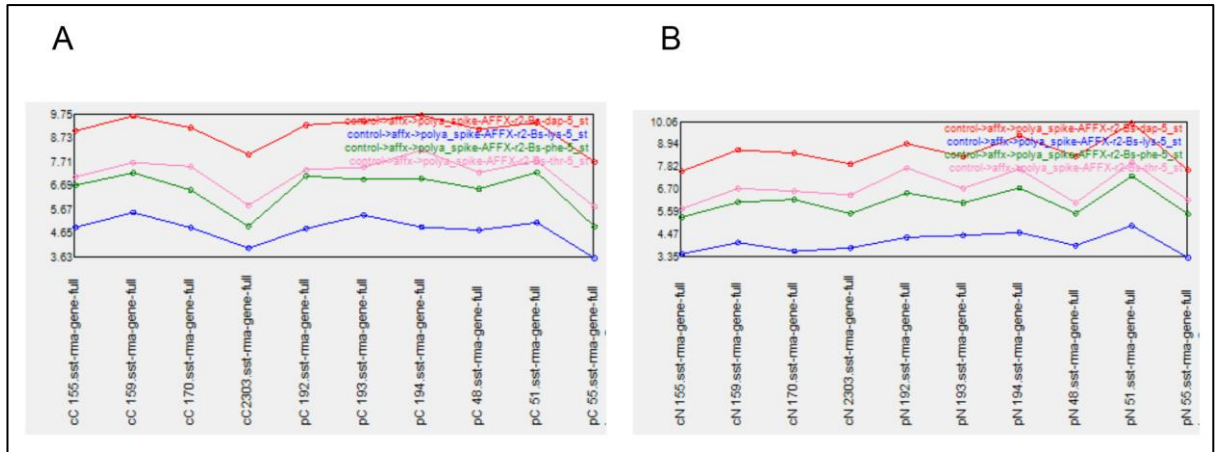 A
9.75
8.73
7.71
6.69
5.67
4.65
3.63
control->affx->polya_spike-AFFX-r2-Bs-dap-5_st
control->affx->polya_spike-AFFX-r2-Bs-lys-5_st
control->affx->polya_spike-AFFX-r2-Bs-phe-5_st
control->affx->polya_spike-AFFX-r2-Bs-thr-5_st
cC 155.sst-rma-gene-full
cC 159.sst-rma-gene-full
cC 170.sst-rma-gene-full
cC 2303.sst-rma-gene-full
pC 192.sst-rma-gene-full
pC 193.sst-rma-gene-full
pC 194.sst-rma-gene-full
pC 48.sst-rma-gene-full
pC 51.sst-rma-gene-full
pC 55.sst-rma-gene-full
B
10.06
8.94
7.82
6.70
5.59
4.47
3.35
control->affx->polya_spike-AFFX-r2-Bs-dap-5_st
control->affx->polya_spike-AFFX-r2-Bs-lys-5_st
control->affx->polya_spike-AFFX-r2-Bs-phe-5_st
control->affx->polya_spike-AFFX-r2-Bs-thr-5_st
cN 155.sst-rma-gene-full
cN 159.sst-rma-gene-full
cN 170.sst-rma-gene-full
cN 2303.sst-rma-gene-full
pN 192.sst-rma-gene-full
pN 193.sst-rma-gene-full
pN 194.sst-rma-gene-full
pN 48.sst-rma-gene-full
pN 51.sst-rma-gene-full
pN 55.sst-rma-gene-full